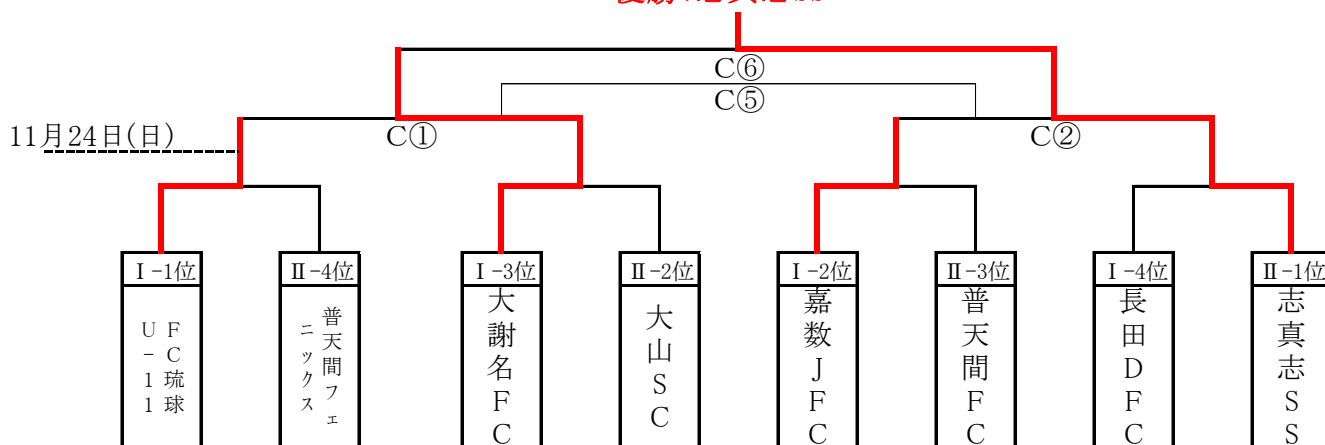 C⑥
C⑤
11月24日(日)
C①
C②
Ⅰ-1位
Ⅱ-4位
Ⅰ-3位
Ⅱ-2位
Ⅰ-2位
Ⅱ-3位
Ⅰ-4位
Ⅱ-1位
FC琉球
U-11
普天間フェ
ニックス
大謝名FC
大山SC
嘉数JFC
普天間FC
長田DFC
志真志SS